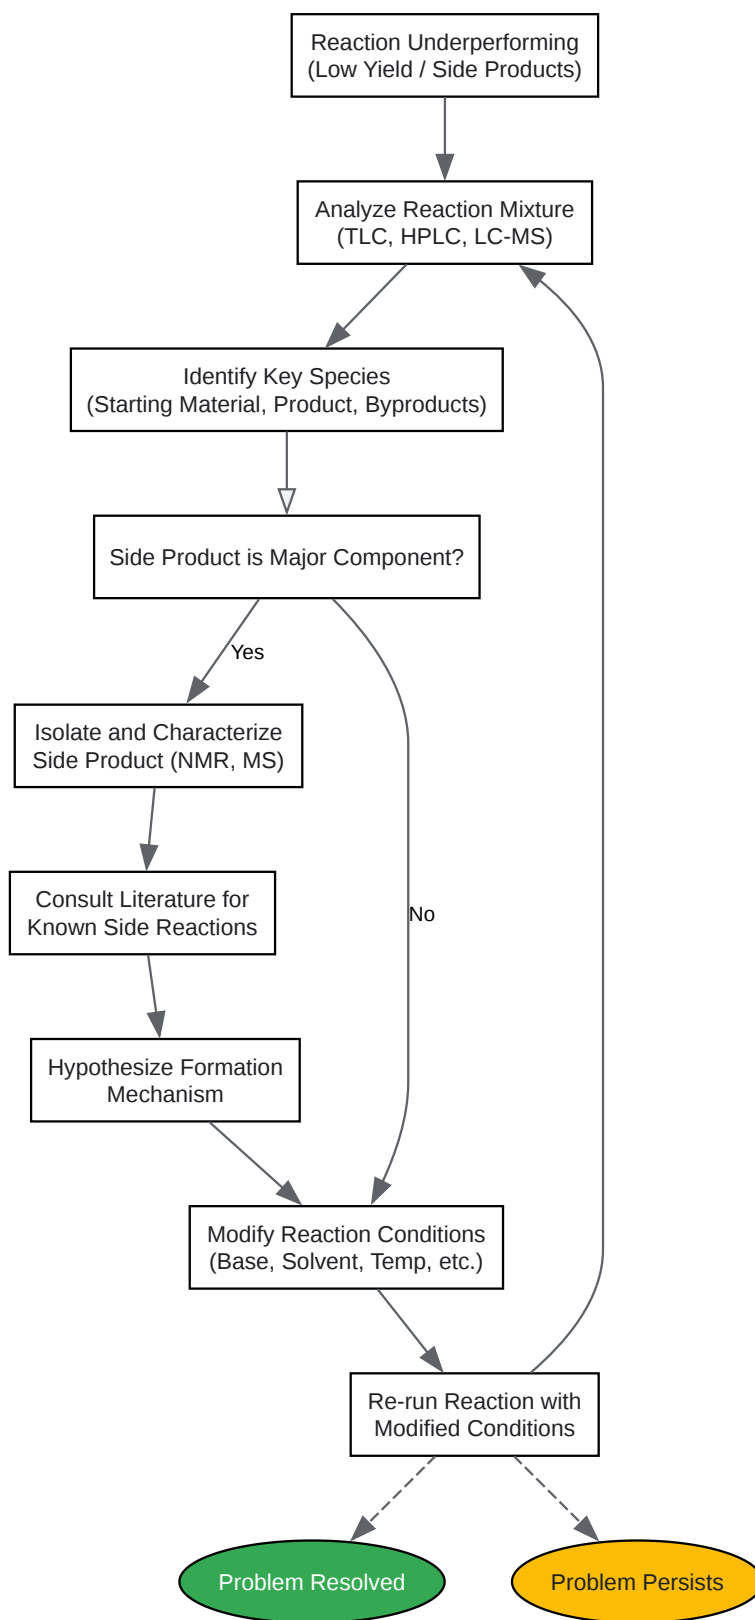 Reaction Underperforming
(Low Yield / Side Products)
Analyze Reaction Mixture
(TLC, HPLC, LC-MS)
Identify Key Species
(Starting Material, Product, Byproducts)
Side Product is Major Component?
Yes
Isolate and Characterize
Side Product (NMR, MS)
Consult Literature for
Known Side Reactions
No
Hypothesize Formation
Mechanism
Modify Reaction Conditions
(Base, Solvent, Temp, etc.)
Re-run Reaction with
Modified Conditions
Problem Resolved
Problem Persists